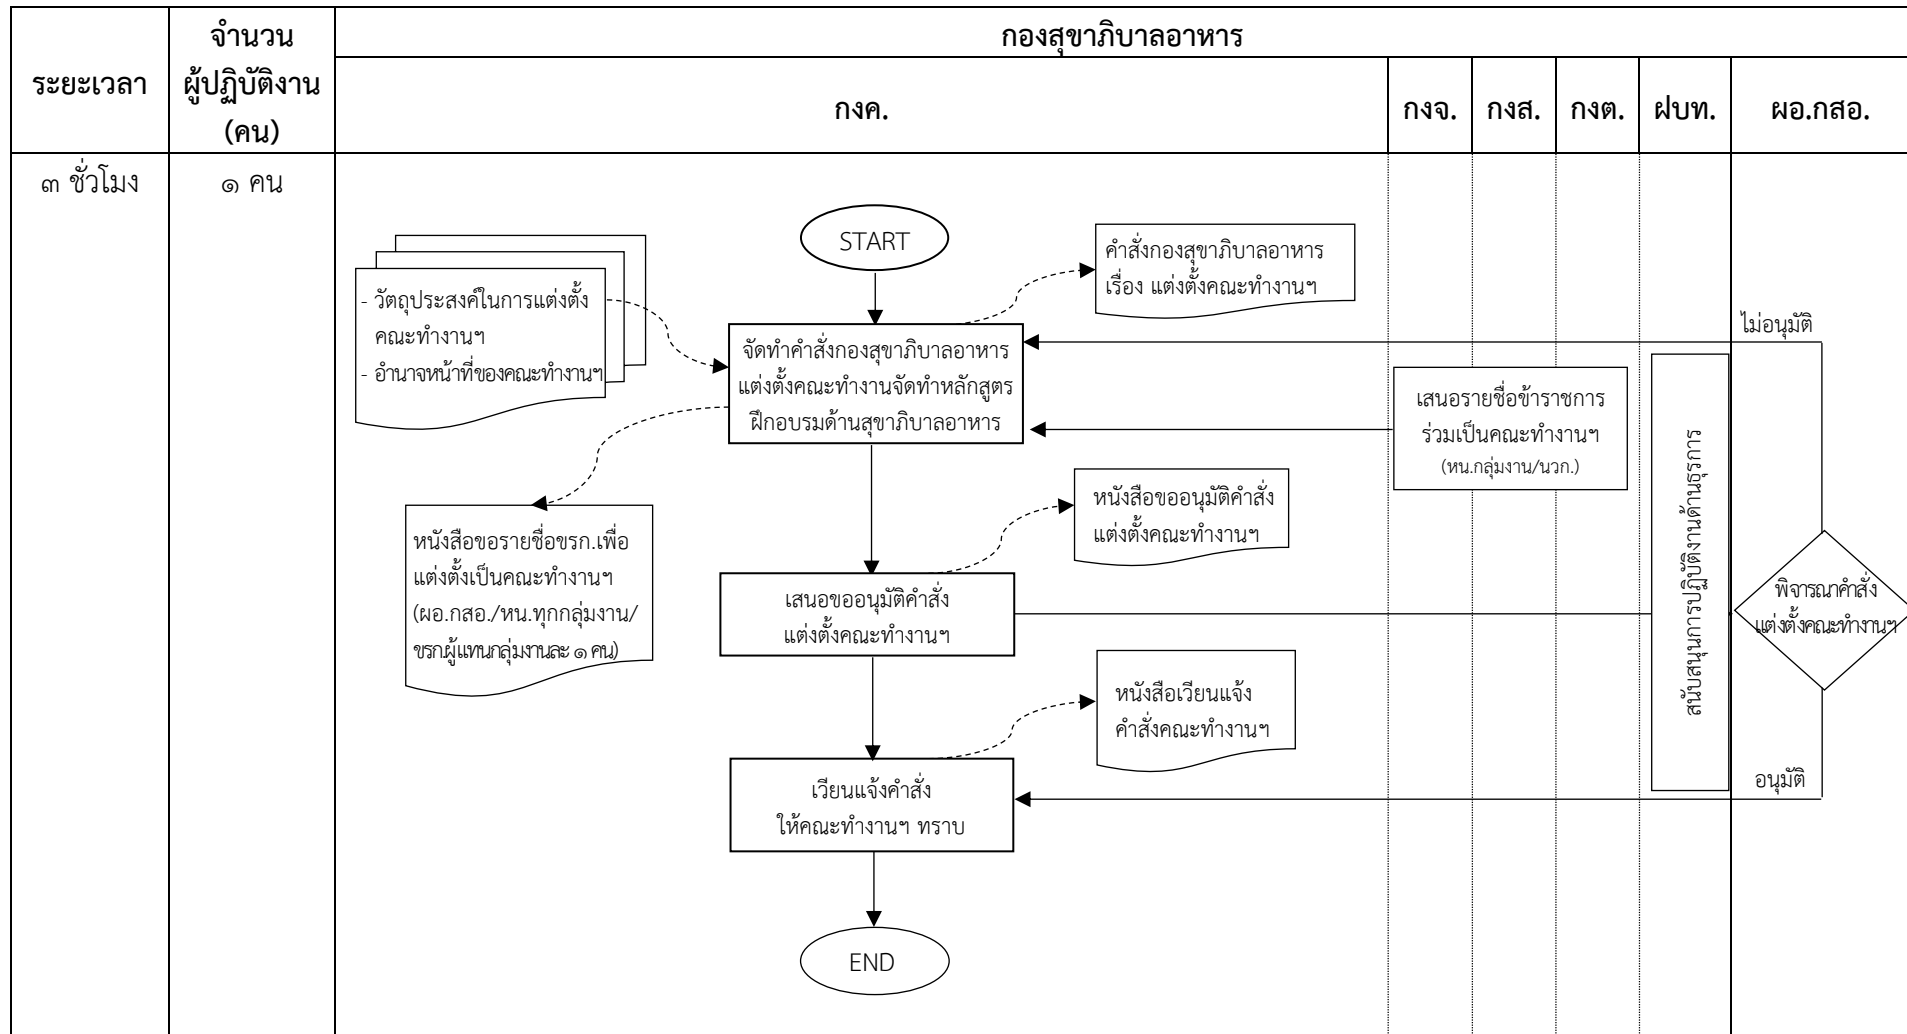 ระยะเวลา
จำนวน
ผู้ปฏิบัติงาน
(คน)
กองสุขาภิบาลอาหาร
กงค.
กงจ.
กงส.
กงต.
ฝบท.
ผอ.กสอ.
๓ ชั่วโมง
๑ คน
START
คำสั่งกองสุขาภิบาลอาหาร
เรื่อง แต่งตั้งคณะทำงานฯ
- วัตถุประสงค์ในการแต่งตั้ง
คณะทำงานฯ
- อำนาจหน้าที่ของคณะทำงานฯ
ไม่อนุมัติ
จัดทำคำสั่งกองสุขาภิบาลอาหาร
แต่งตั้งคณะทำงานจัดทำหลักสูตร
ฝึกอบรมด้านสุขาภิบาลอาหาร
เสนอรายชื่อข้าราชการ
ร่วมเป็นคณะทำงานฯ
(หน.กลุ่มงาน/นวก.)
สนับสนุนการปฏิบัติงานด้านธุรการ
หนังสือขออนุมัติคำสั่ง
แต่งตั้งคณะทำงานฯ
หนังสือขอรายชื่อขรก.เพื่อ
แต่งตั้งเป็นคณะทำงานฯ
(ผอ.กสอ./หน.ทุกกลุ่มงาน/
ขรก.ผู้แทนกลุ่มงานละ ๑ คน)
เสนอขออนุมัติคำสั่ง
แต่งตั้งคณะทำงานฯ
พิจารณาคำสั่ง
แต่งตั้งคณะทำงานฯ
หนังสือเวียนแจ้ง
คำสั่งคณะทำงานฯ
อนุมัติ
เวียนแจ้งคำสั่ง
ให้คณะทำงานฯ ทราบ
END